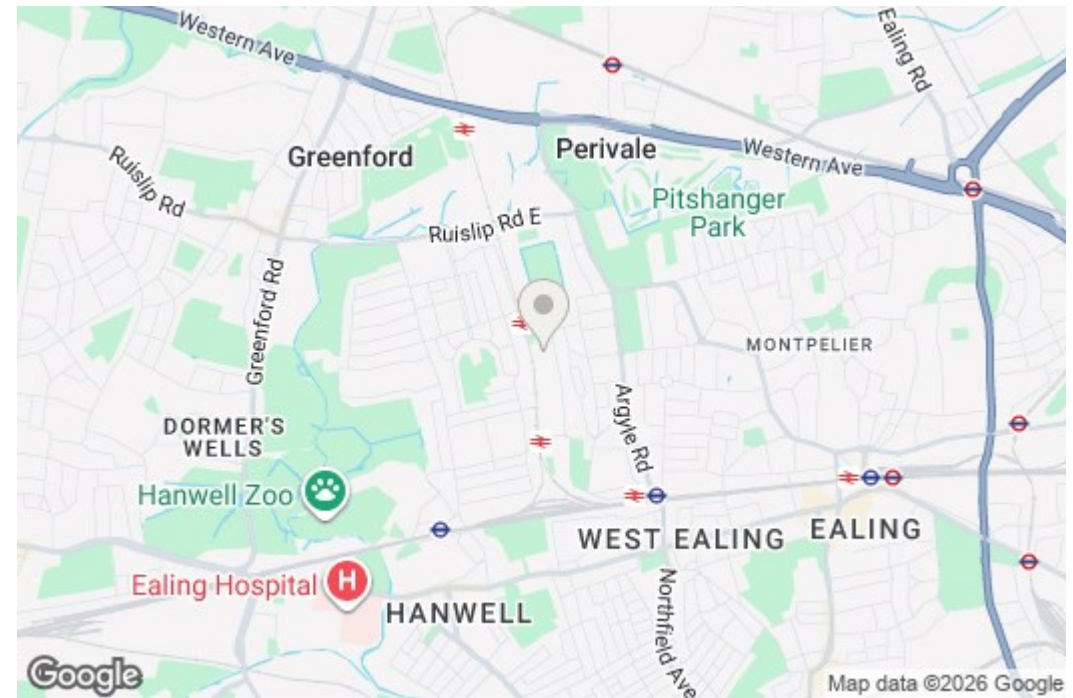 Western Ave
Ealing Rd
Greenford
Perivale
Western Ave
Ruislip Rd
Pitshanger
Park
Ruislip Rd E
Greenford Rd
MONTPELIER
Argyle Rd
DORMER'S
WELLS
Hanwell Zoo
WEST EALING
EALING
Ealing Hospital
H
HANWELL
Northfield Ave
Google
Map data ©2026 Google